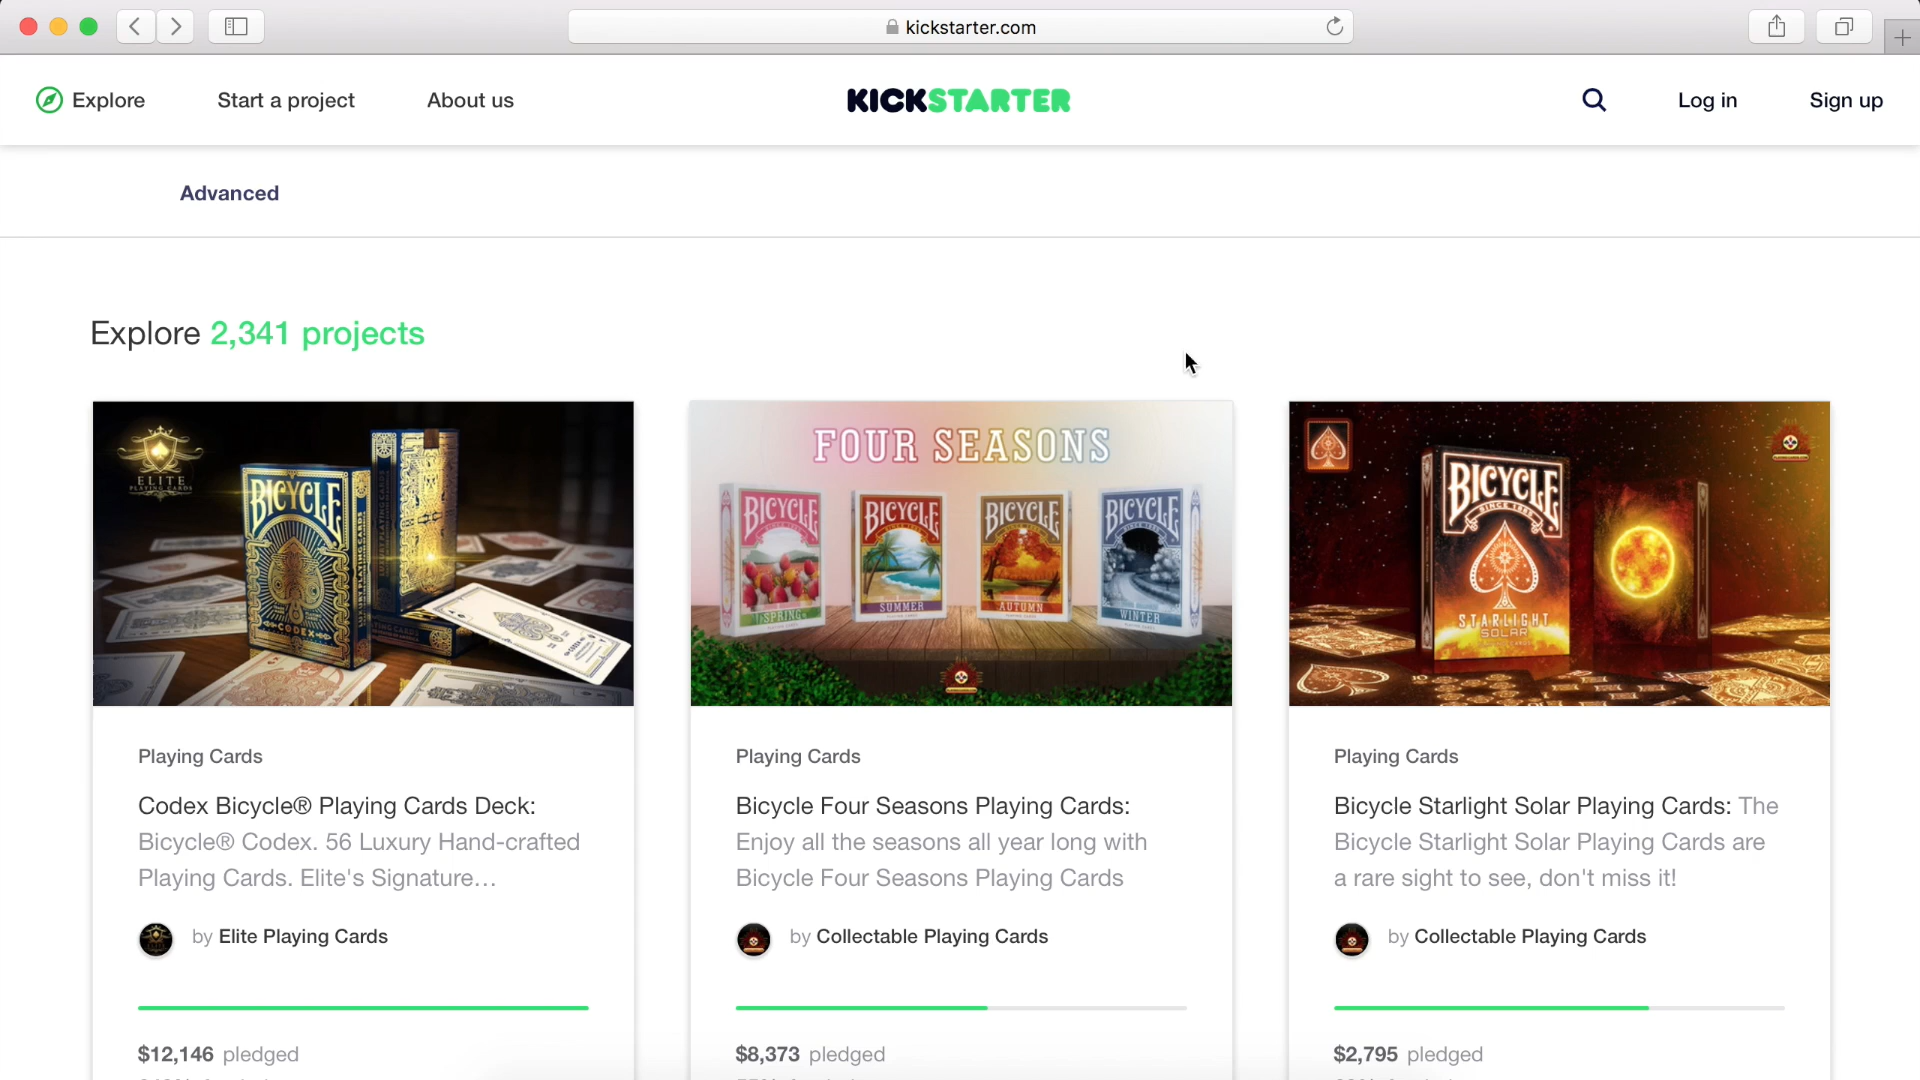 kickstarter.com
Explore
Start a project
About us
KICKSTARTER
Log in
Sign up
Advanced
Explore 2,341 projects
ELITE
PLAYING CARDS
BICYCLE
CODEX
FOUR SEASONS
BICYCLE
SPRING
BICYCLE
SUMMER
BICYCLE
AUTUMN
BICYCLE
WINTER
BICYCLE
SINCE 1885
STARLIGHT
SOLAR
Playing Cards
Codex Bicycle® Playing Cards Deck:
Bicycle® Codex. 56 Luxury Hand-crafted
Playing Cards. Elite's Signature…
by Elite Playing Cards
$12,146 pledged
Playing Cards
Bicycle Four Seasons Playing Cards:
Enjoy all the seasons all year long with
Bicycle Four Seasons Playing Cards
by Collectable Playing Cards
$8,373 pledged
Playing Cards
Bicycle Starlight Solar Playing Cards: The
Bicycle Starlight Solar Playing Cards are
a rare sight to see, don't miss it!
by Collectable Playing Cards
$2,795 pledged